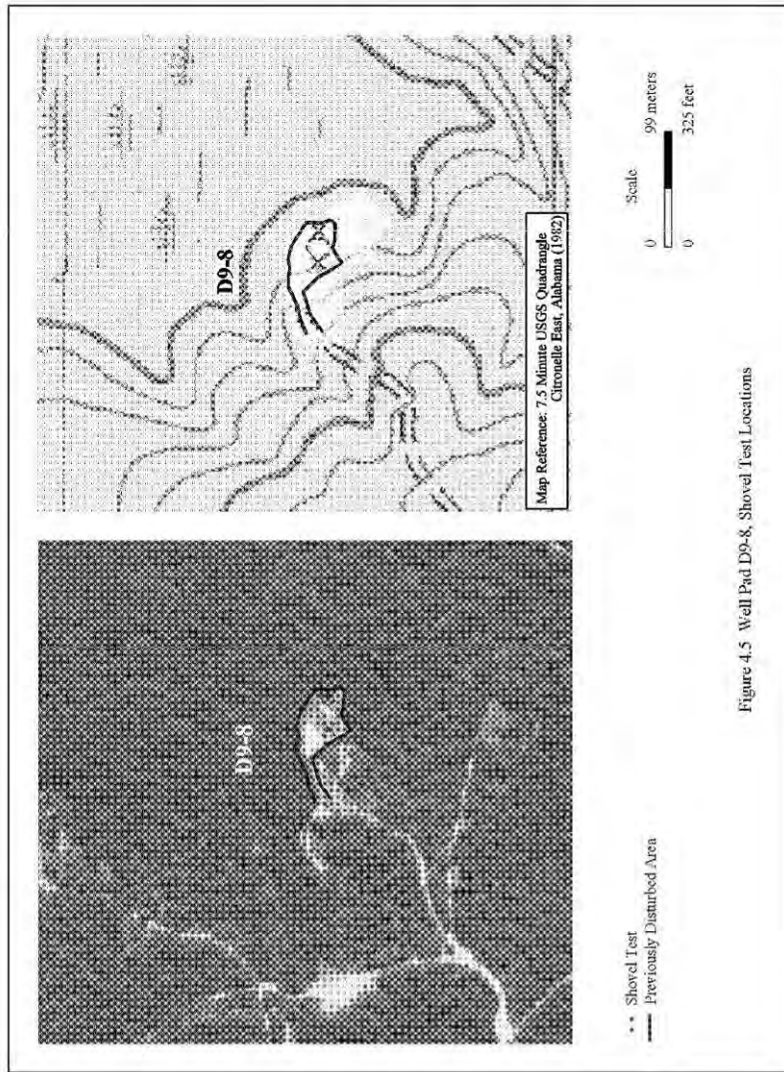 D9-8
D9-8
Map Reference: 7.5 Minute USGS Quadrangle
Citronelle East, Alabama (1982)
Shovel Test
Previously Disturbed Area
Scale
0 99 meters
0 325 feet
Figure 4.5 Well Pad D9-8, Shovel Test Locations